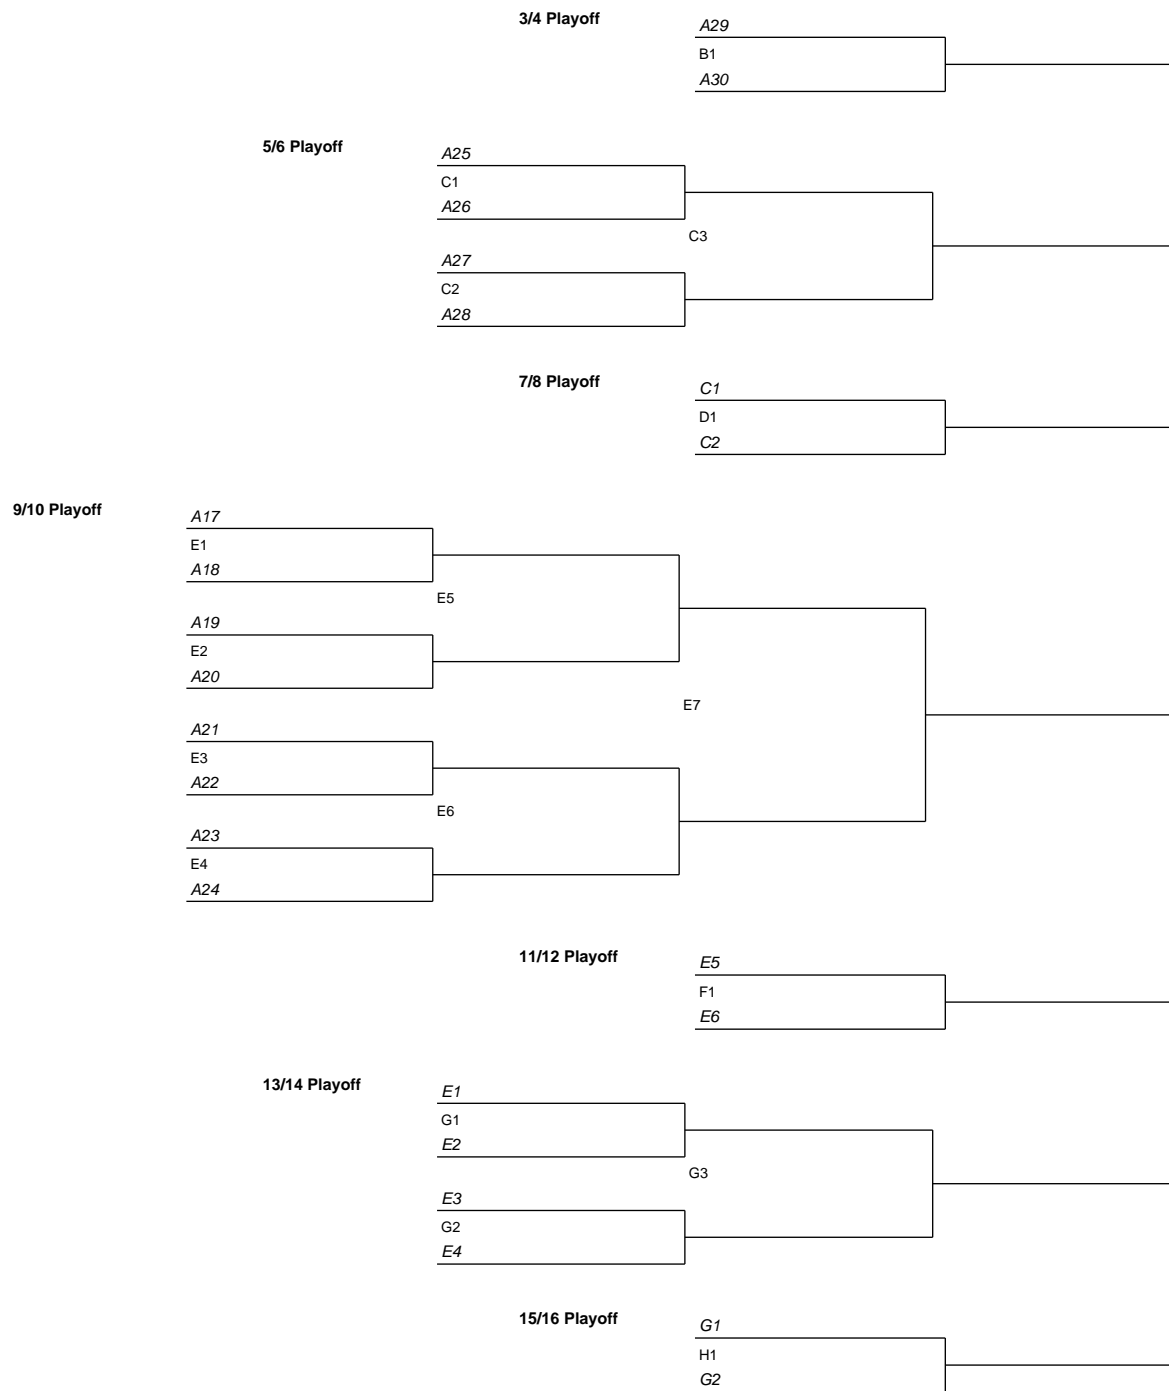 3/4 Playoff
A29
B1
A30
5/6 Playoff
A25
C1
A26
C3
A27
C2
A28
7/8 Playoff
C1
D1
C2
9/10 Playoff
A17
E1
A18
E5
A19
E2
A20
E7
A21
E3
A22
E6
A23
E4
A24
11/12 Playoff
E5
F1
E6
13/14 Playoff
E1
G1
E2
G3
E3
G2
E4
15/16 Playoff
G1
H1
G2